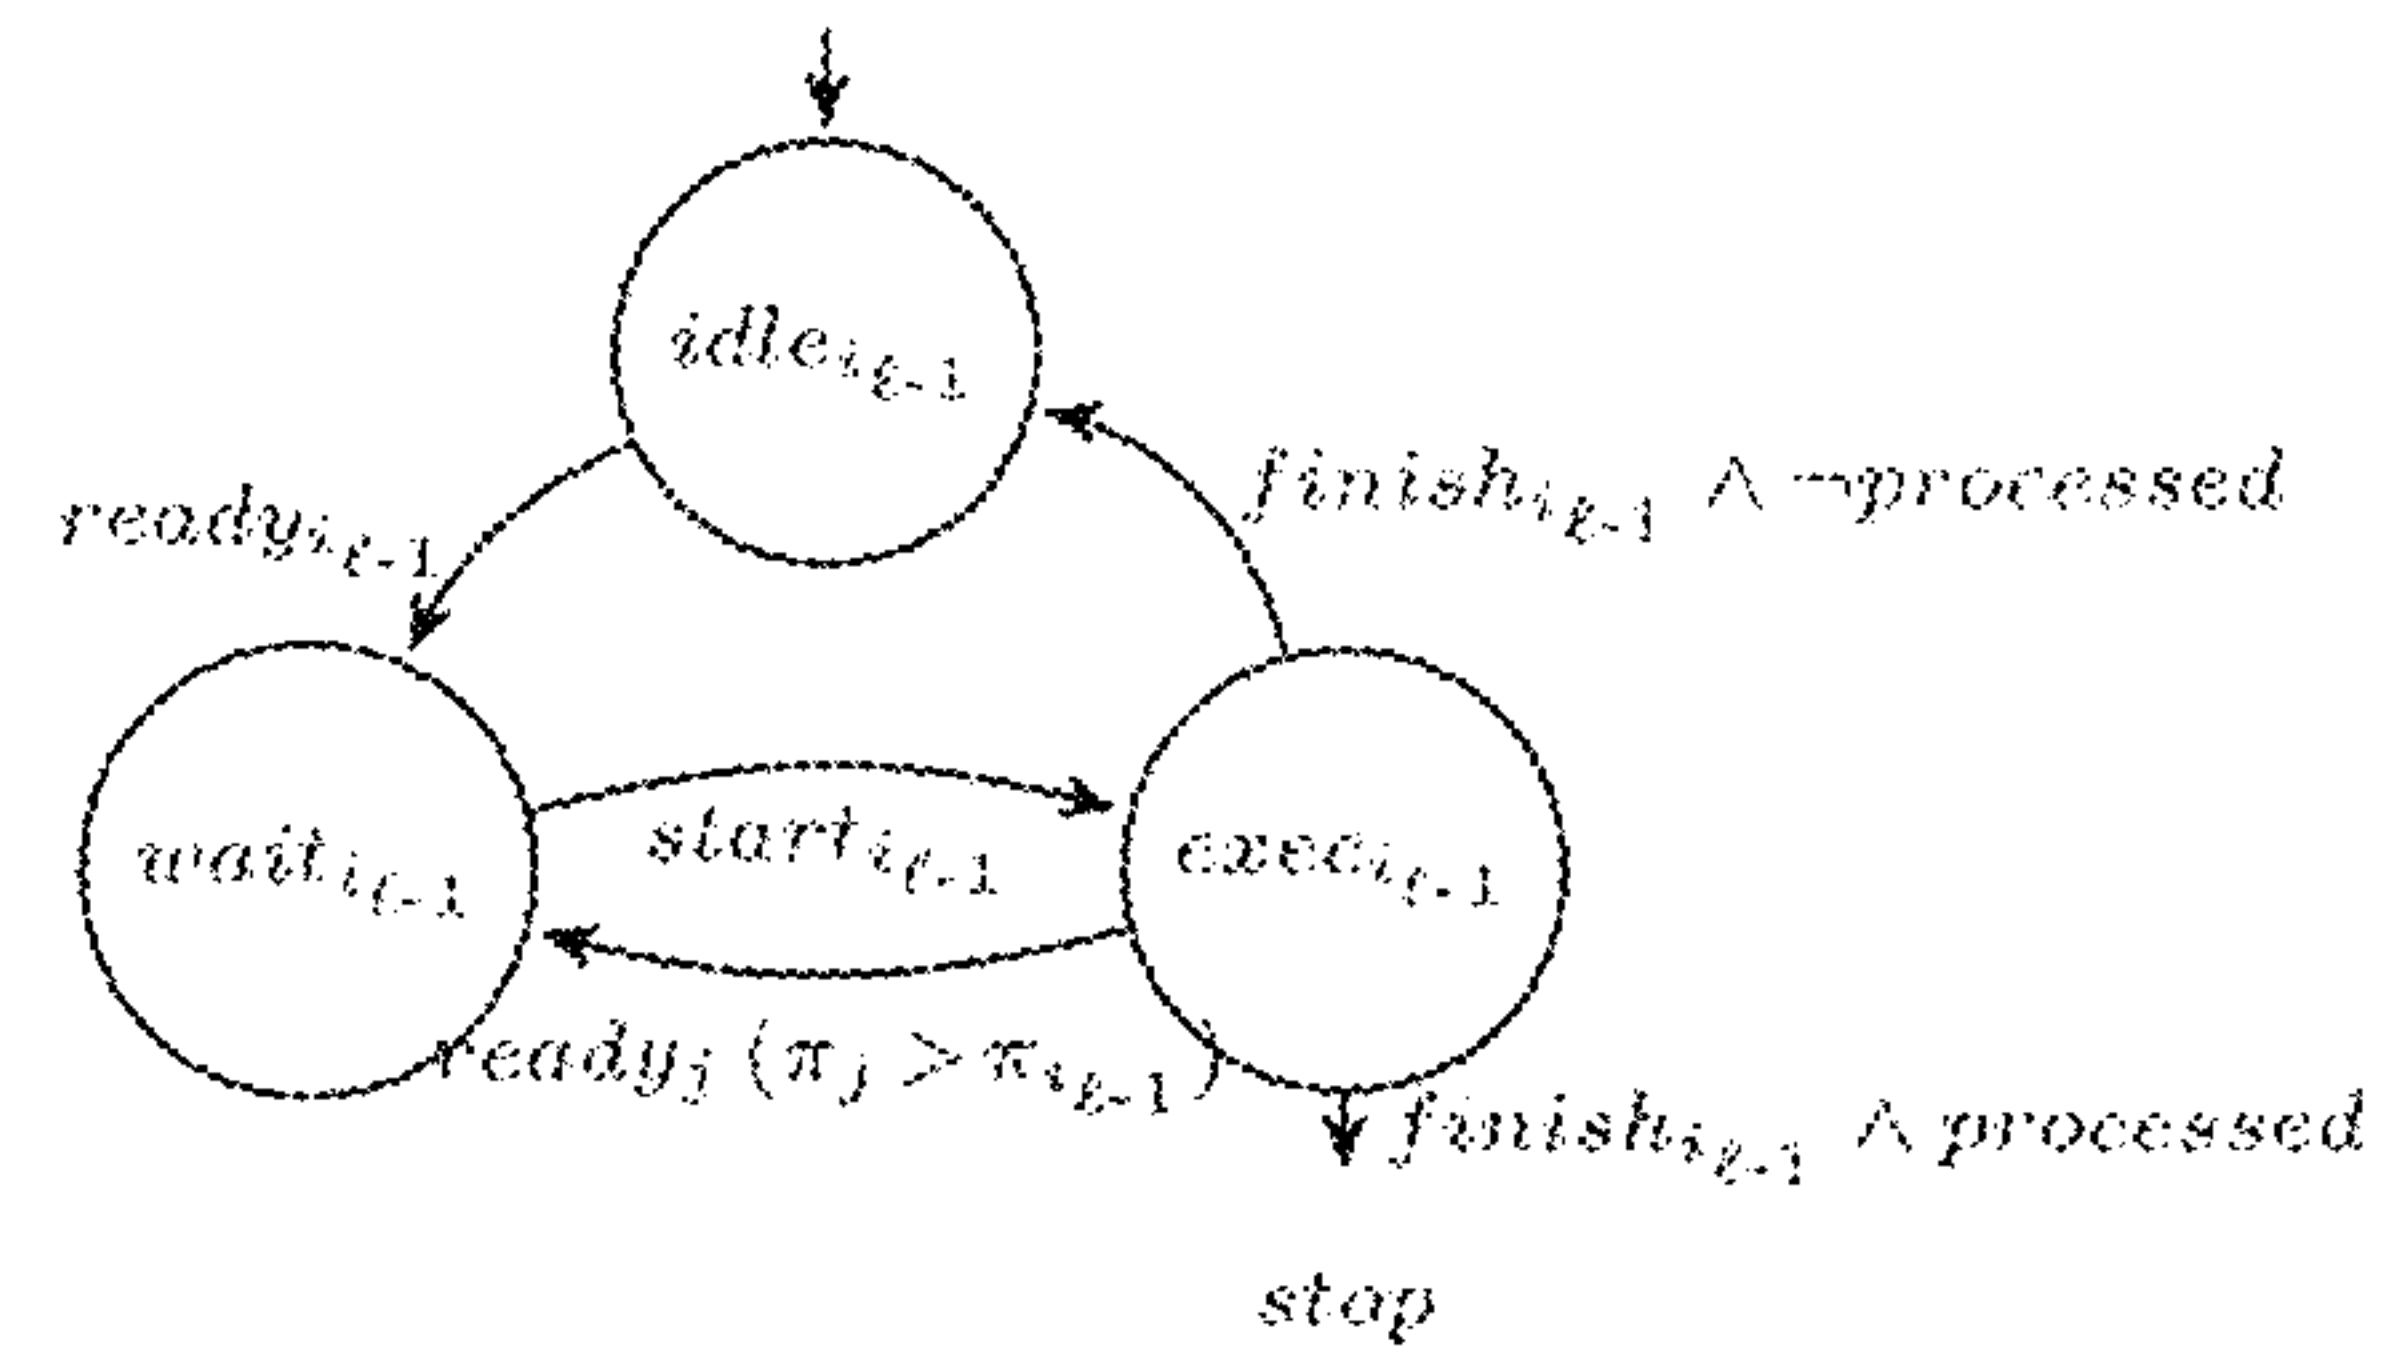 idle_{i_{ℓ-1}}
finish_{i_{ℓ-1}} ∧ ¬processed
ready_{i_{ℓ-1}}
start_{i_{ℓ-1}}
wait_{i_{ℓ-1}}
exec_{i_{ℓ-1}}
ready_j (π_j > π_{i_{ℓ-1}})
finish_{i_{ℓ-1}} ∧ processed
stop